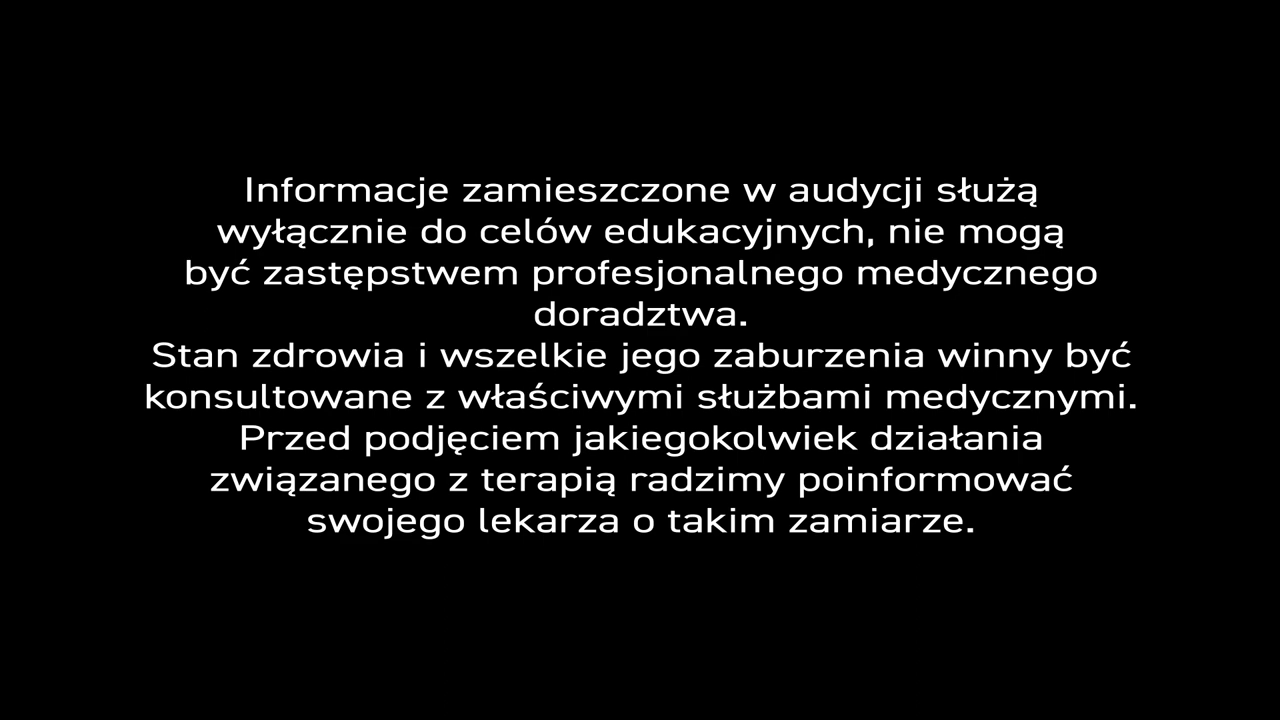 Informacje zamieszczone w audycji służą
wyłącznie do celów edukacyjnych, nie mogą
być zastępstwem profesjonalnego medycznego
doradztwa.
Stan zdrowia i wszelkie jego zaburzenia winny być
konsultowane z właściwymi służbami medycznymi.
Przed podjęciem jakiegokolwiek działania
związanego z terapią radzimy poinformować
swojego lekarza o takim zamiarze.